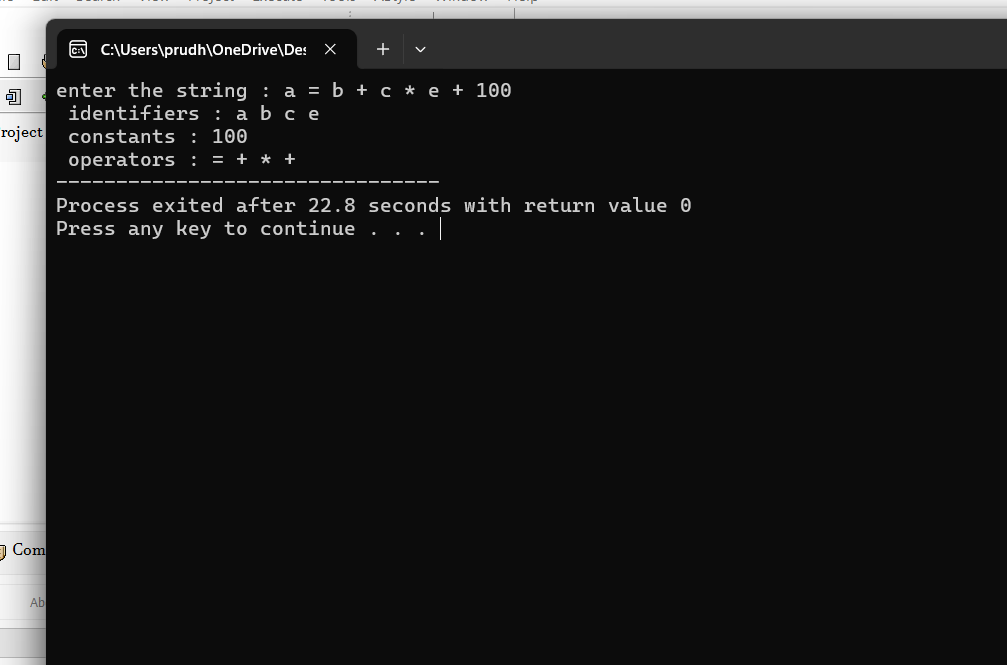 C:\Users\prudh\OneDrive\Des
enter the string : a = b + c * e + 100
identifiers : a b c e
constants : 100
operators : = + * +
--------------------------------
Process exited after 22.8 seconds with return value 0
Press any key to continue . . .
roject
Com
Ab